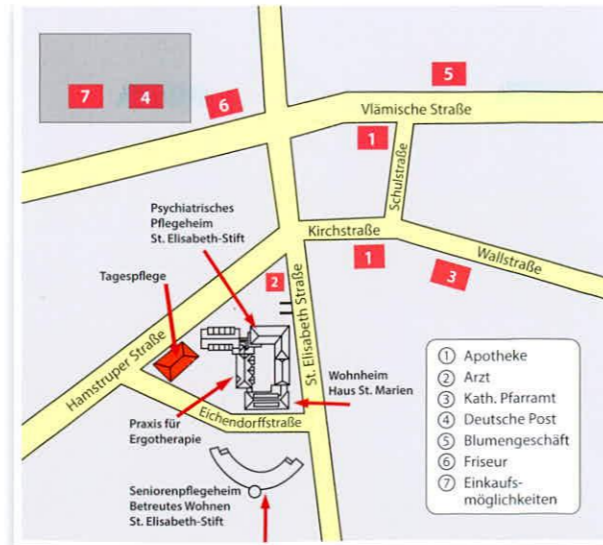 7
4
6
5
Vlämische Straße
1
Schulstraße
Psychiatrisches
Pflegeheim
St. Elisabeth-Stift
Kirchstraße
Wallstraße
Tagespflege
2
1
3
St. Elisabeth Straße
Hamstruper Straße
Wohnheim
Haus St. Marien
Praxis für
Ergotherapie
Eichendorffstraße
Seniorenpflegeheim
Betreutes Wohnen
St. Elisabeth-Stift
1 Apotheke
2 Arzt
3 Kath. Pfarramt
4 Deutsche Post
5 Blumengeschäft
6 Friseur
7 Einkaufs-
möglichkeiten